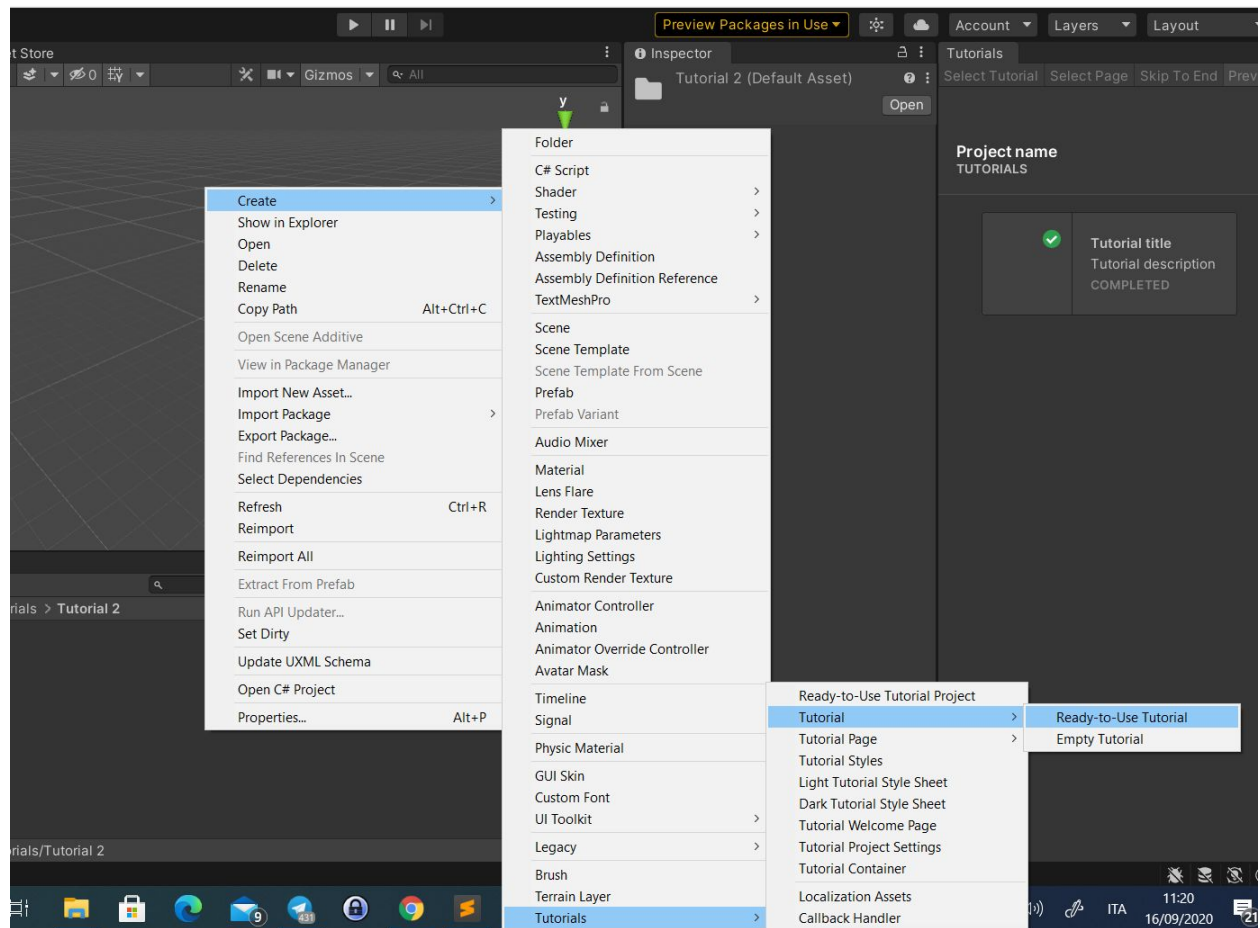 Preview Packages in Use
Account
Layers
Layout
t Store
Inspector
Tutorials
0
Gizmos
All
Tutorial 2 (Default Asset)
Select Tutorial
Select Page
Skip To End
Prev
Open
y
Project name
TUTORIALS
Tutorial title
Tutorial description
COMPLETED
Create
Show in Explorer
Open
Delete
Rename
Copy Path Alt+Ctrl+C
Open Scene Additive
View in Package Manager
Import New Asset...
Import Package
Export Package...
Find References In Scene
Select Dependencies
Refresh Ctrl+R
Reimport
Reimport All
Extract From Prefab
Run API Updater...
Set Dirty
Update UXML Schema
Open C# Project
Properties... Alt+P
Folder
C# Script
Shader
Testing
Playables
Assembly Definition
Assembly Definition Reference
TextMeshPro
Scene
Scene Template
Scene Template From Scene
Prefab
Prefab Variant
Audio Mixer
Material
Lens Flare
Render Texture
Lightmap Parameters
Lighting Settings
Custom Render Texture
Animator Controller
Animation
Animator Override Controller
Avatar Mask
Timeline
Signal
Physic Material
GUI Skin
Custom Font
UI Toolkit
Legacy
Brush
Terrain Layer
Tutorials
Ready-to-Use Tutorial Project
Tutorial
Tutorial Page
Tutorial Styles
Light Tutorial Style Sheet
Dark Tutorial Style Sheet
Tutorial Welcome Page
Tutorial Project Settings
Tutorial Container
Localization Assets
Callback Handler
Ready-to-Use Tutorial
Empty Tutorial
rials > Tutorial 2
rials/Tutorial 2
9
431
ITA
11:20
16/09/2020
21